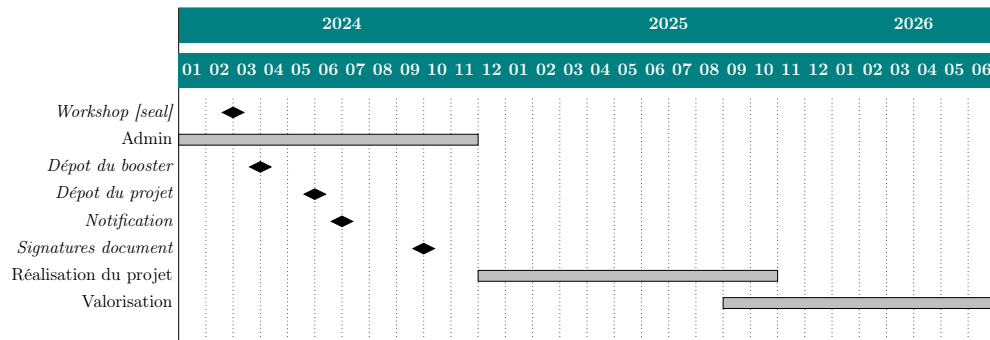 2024 2025 2026
01 02 03 04 05 06 07 08 09 10 11 12 01 02 03 04 05 06 07 08 09 10 11 12 01 02 03 04 05 06
Workshop [seal]
Admin
Dépot du booster
Dépot du projet
Notification
Signatures document
Réalisation du projet
Valorisation